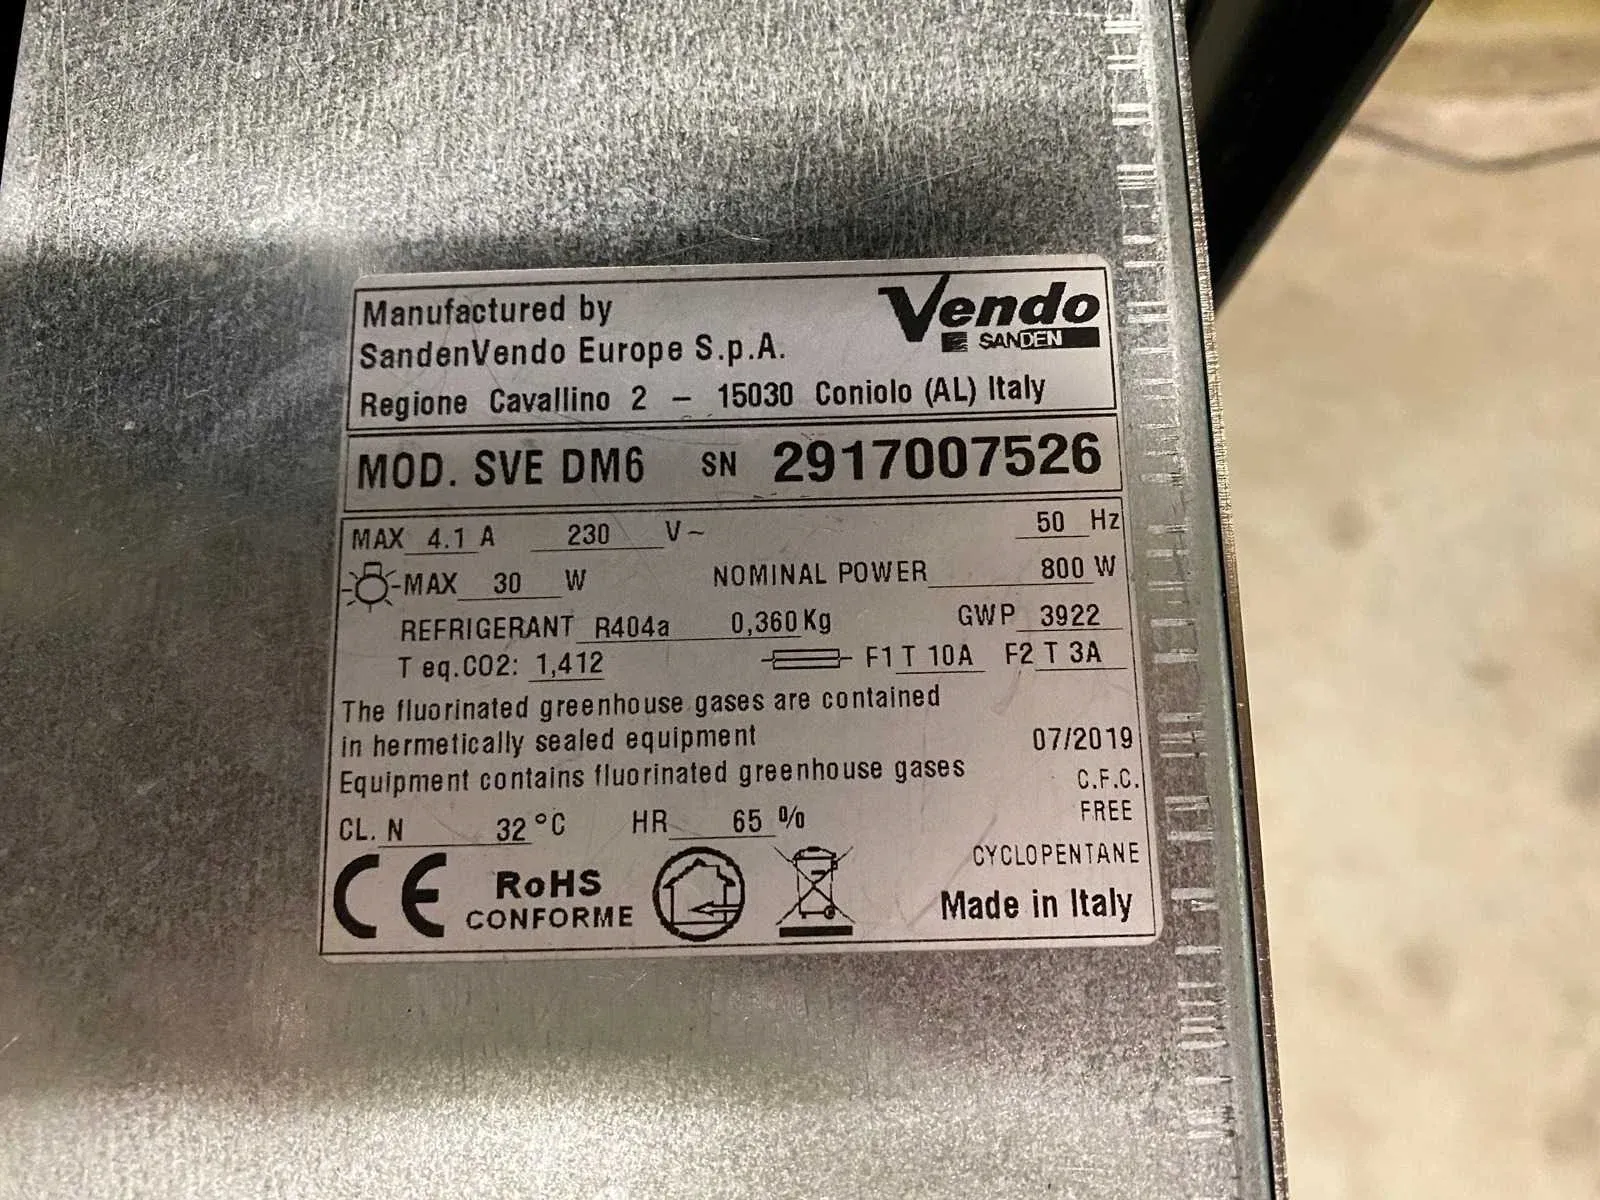 Manufactured by
SandenVendo Europe S.p.A.
Regione Cavallino 2 – 15030 Coniolo (AL) Italy
Vendo
SANDEN
MOD. SVE DM6 SN 2917007526
MAX 4.1 A 230 V~ 50 Hz
MAX 30 W NOMINAL POWER 800 W
REFRIGERANT R404a 0,360 Kg GWP 3922
T eq.CO2: 1,412 F1 T 10A F2 T 3A
The fluorinated greenhouse gases are contained
in hermetically sealed equipment
07/2019
Equipment contains fluorinated greenhouse gases
C.F.C.
FREE
CL. N 32 °C HR 65 %
CYCLOPENTANE
CE RoHS
CONFORME
Made in Italy